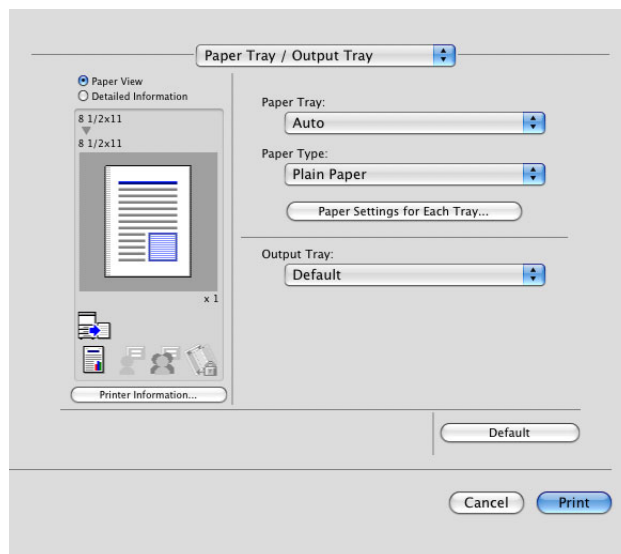 Paper Tray / Output Tray
Paper View
Detailed Information
8 1/2x11
8 1/2x11
x 1
Printer Information...
Paper Tray:
Auto
Paper Type:
Plain Paper
Paper Settings for Each Tray...
Output Tray:
Default
Default
Cancel
Print